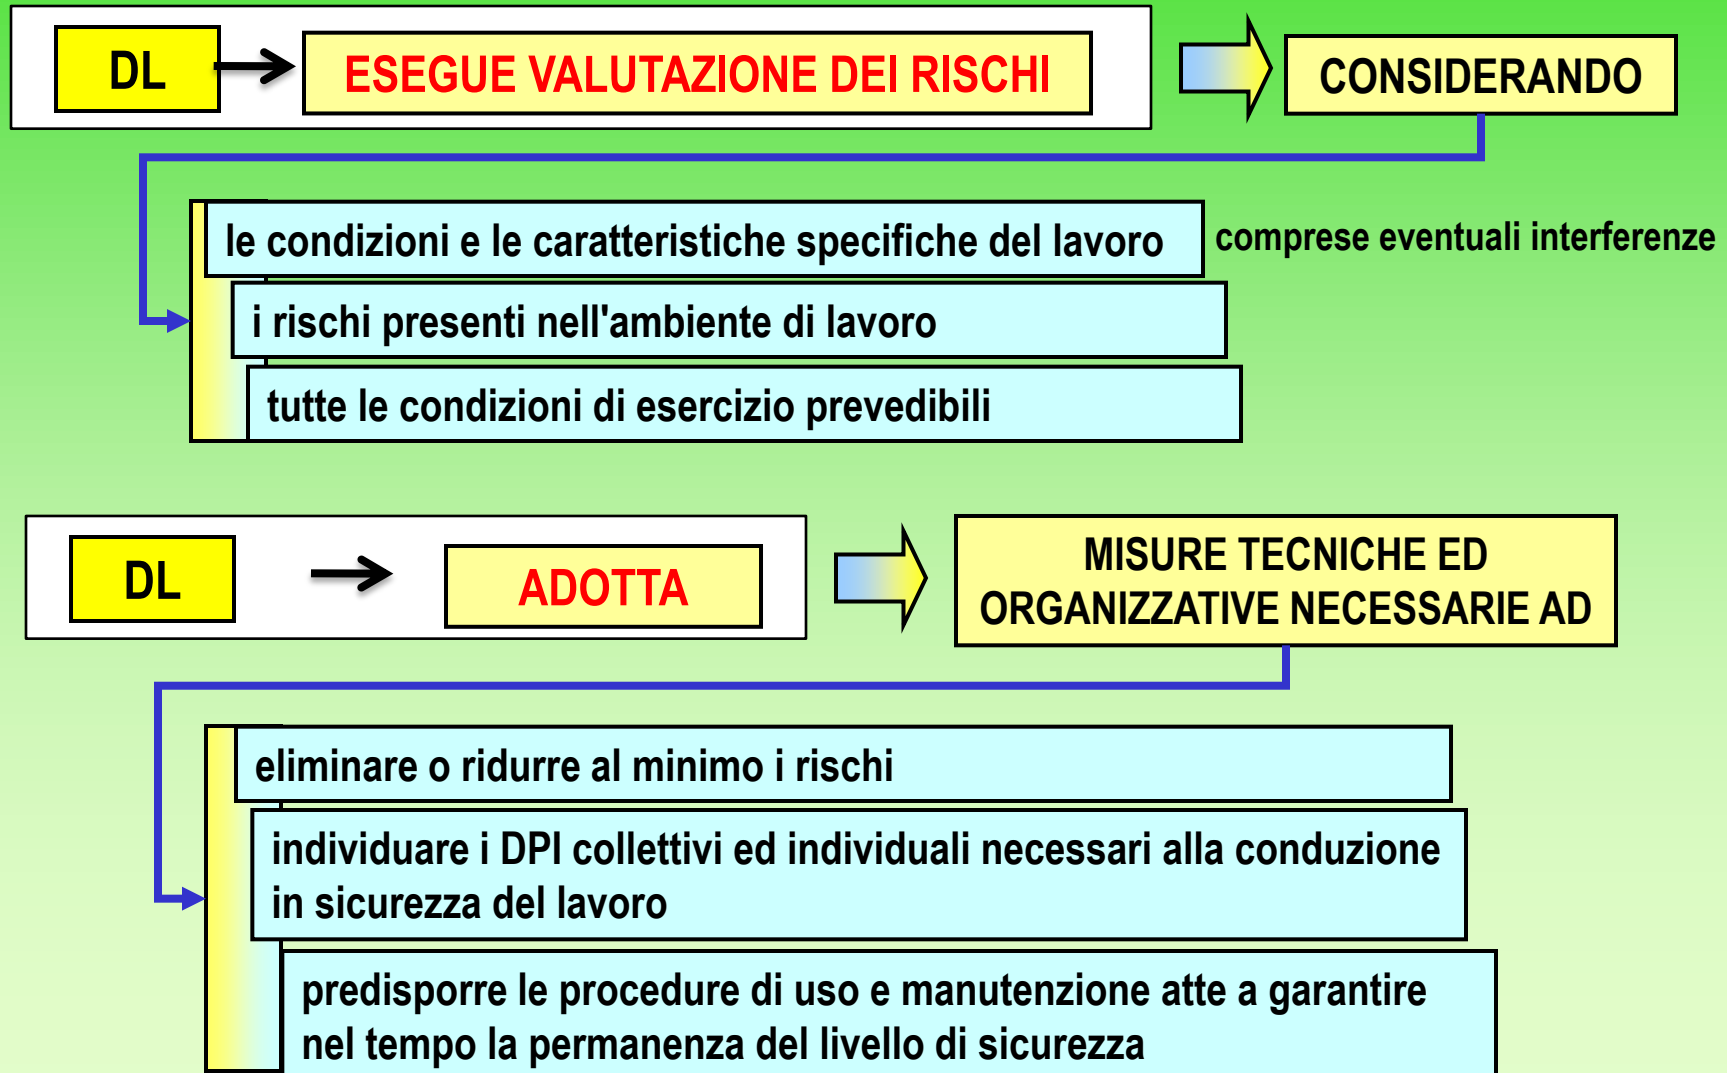 DL
ESEGUE VALUTAZIONE DEI RISCHI
CONSIDERANDO
le condizioni e le caratteristiche specifiche del lavoro
comprese eventuali interferenze
i rischi presenti nell'ambiente di lavoro
tutte le condizioni di esercizio prevedibili
DL
ADOTTA
MISURE TECNICHE ED
ORGANIZZATIVE NECESSARIE AD
eliminare o ridurre al minimo i rischi
individuare i DPI collettivi ed individuali necessari alla conduzione
in sicurezza del lavoro
predisporre le procedure di uso e manutenzione atte a garantire
nel tempo la permanenza del livello di sicurezza